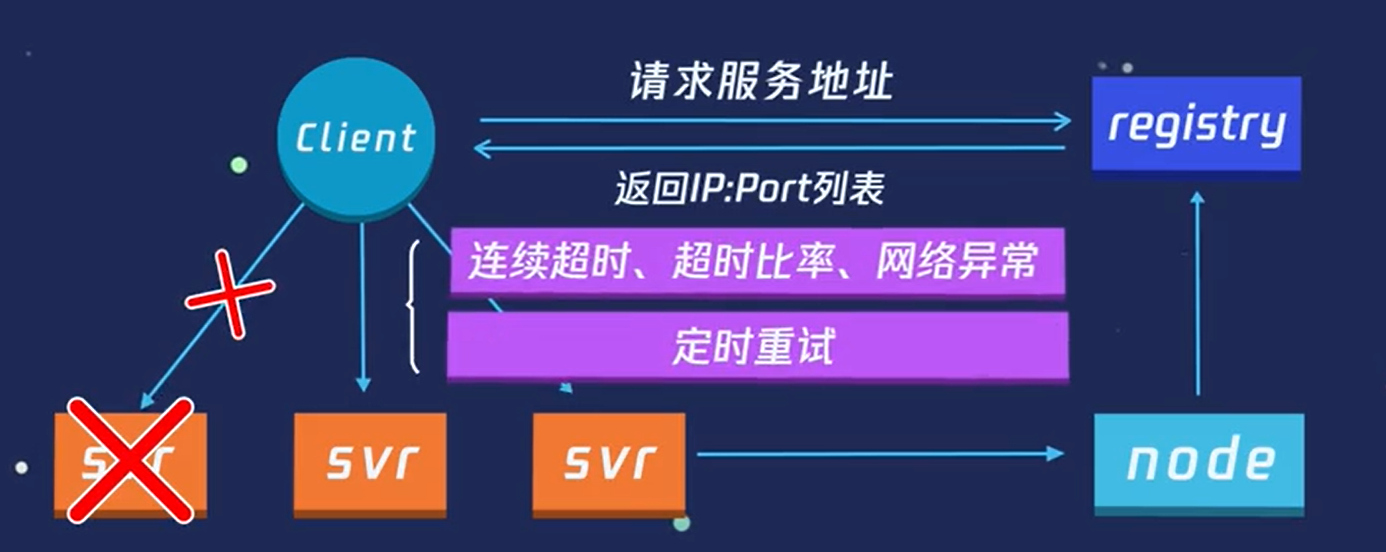 请求服务地址
Client
registry
返回IP:Port列表
连续超时、超时比率、网络异常
定时重试
svr
svr
svr
node